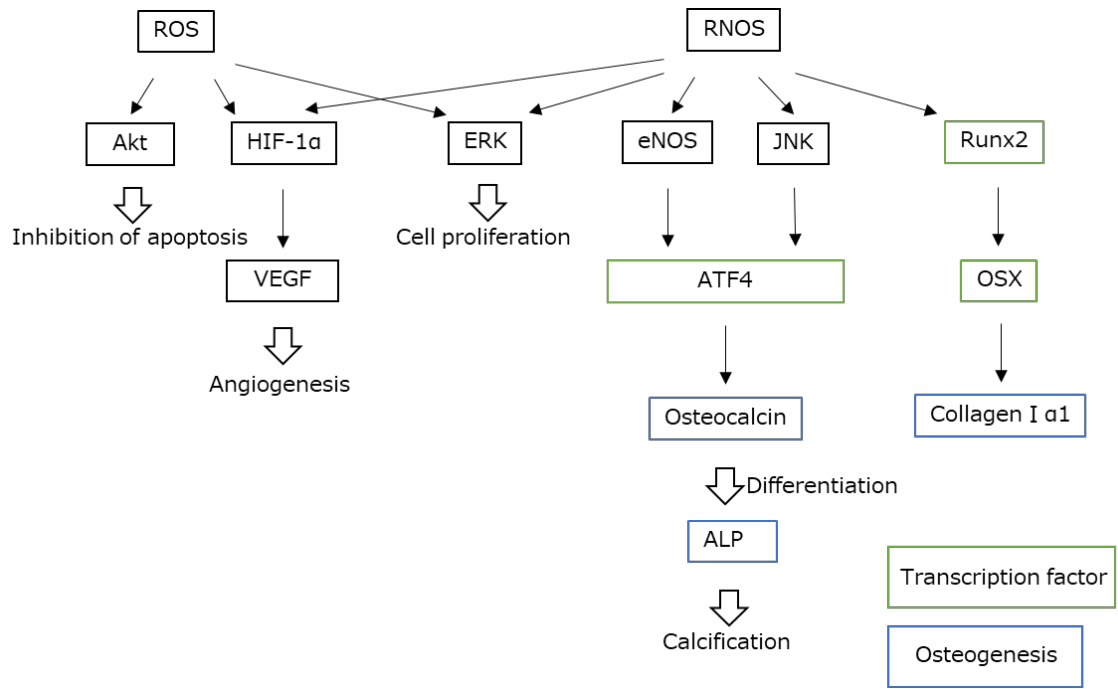 ROS
RNOS
Akt
HIF-1α
ERK
eNOS
JNK
Runx2
Inhibition of apoptosis
Cell proliferation
VEGF
ATF4
OSX
Angiogenesis
Osteocalcin
Collagen I α1
Differentiation
ALP
Transcription factor
Calcification
Osteogenesis